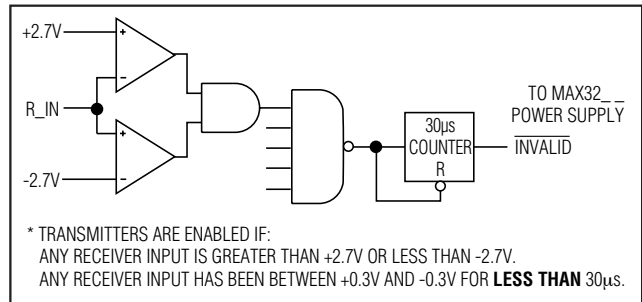 +2.7V
+
-
R_IN
+
-
-2.7V
30µs
COUNTER
R
TO MAX32_ _
POWER SUPPLY
INVALID
* TRANSMITTERS ARE ENABLED IF:
ANY RECEIVER INPUT IS GREATER THAN +2.7V OR LESS THAN -2.7V.
ANY RECEIVER INPUT HAS BEEN BETWEEN +0.3V AND -0.3V FOR LESS THAN 30µs.